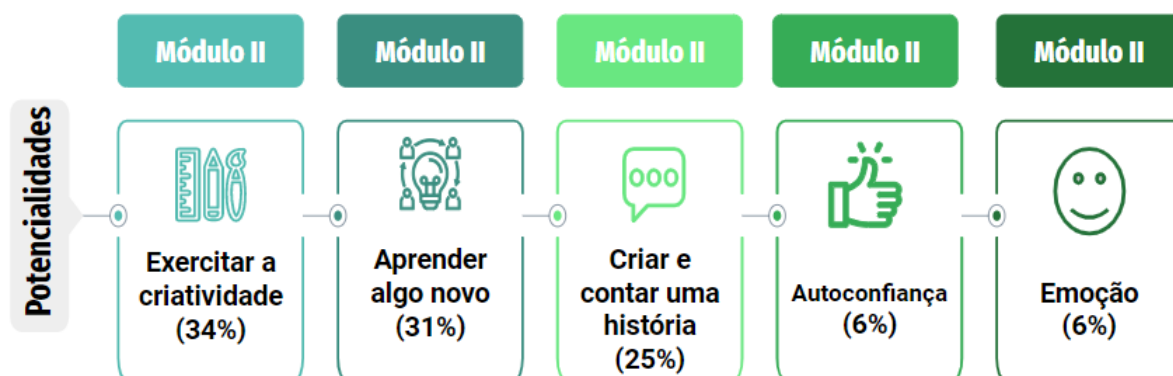 Módulo II
Módulo II
Módulo II
Módulo II
Módulo II
Potencialidades
Exercitar a
criatividade
(34%)
Aprender
algo novo
(31%)
Criar e
contar uma
história
(25%)
Autoconfiança
(6%)
Emoção
(6%)